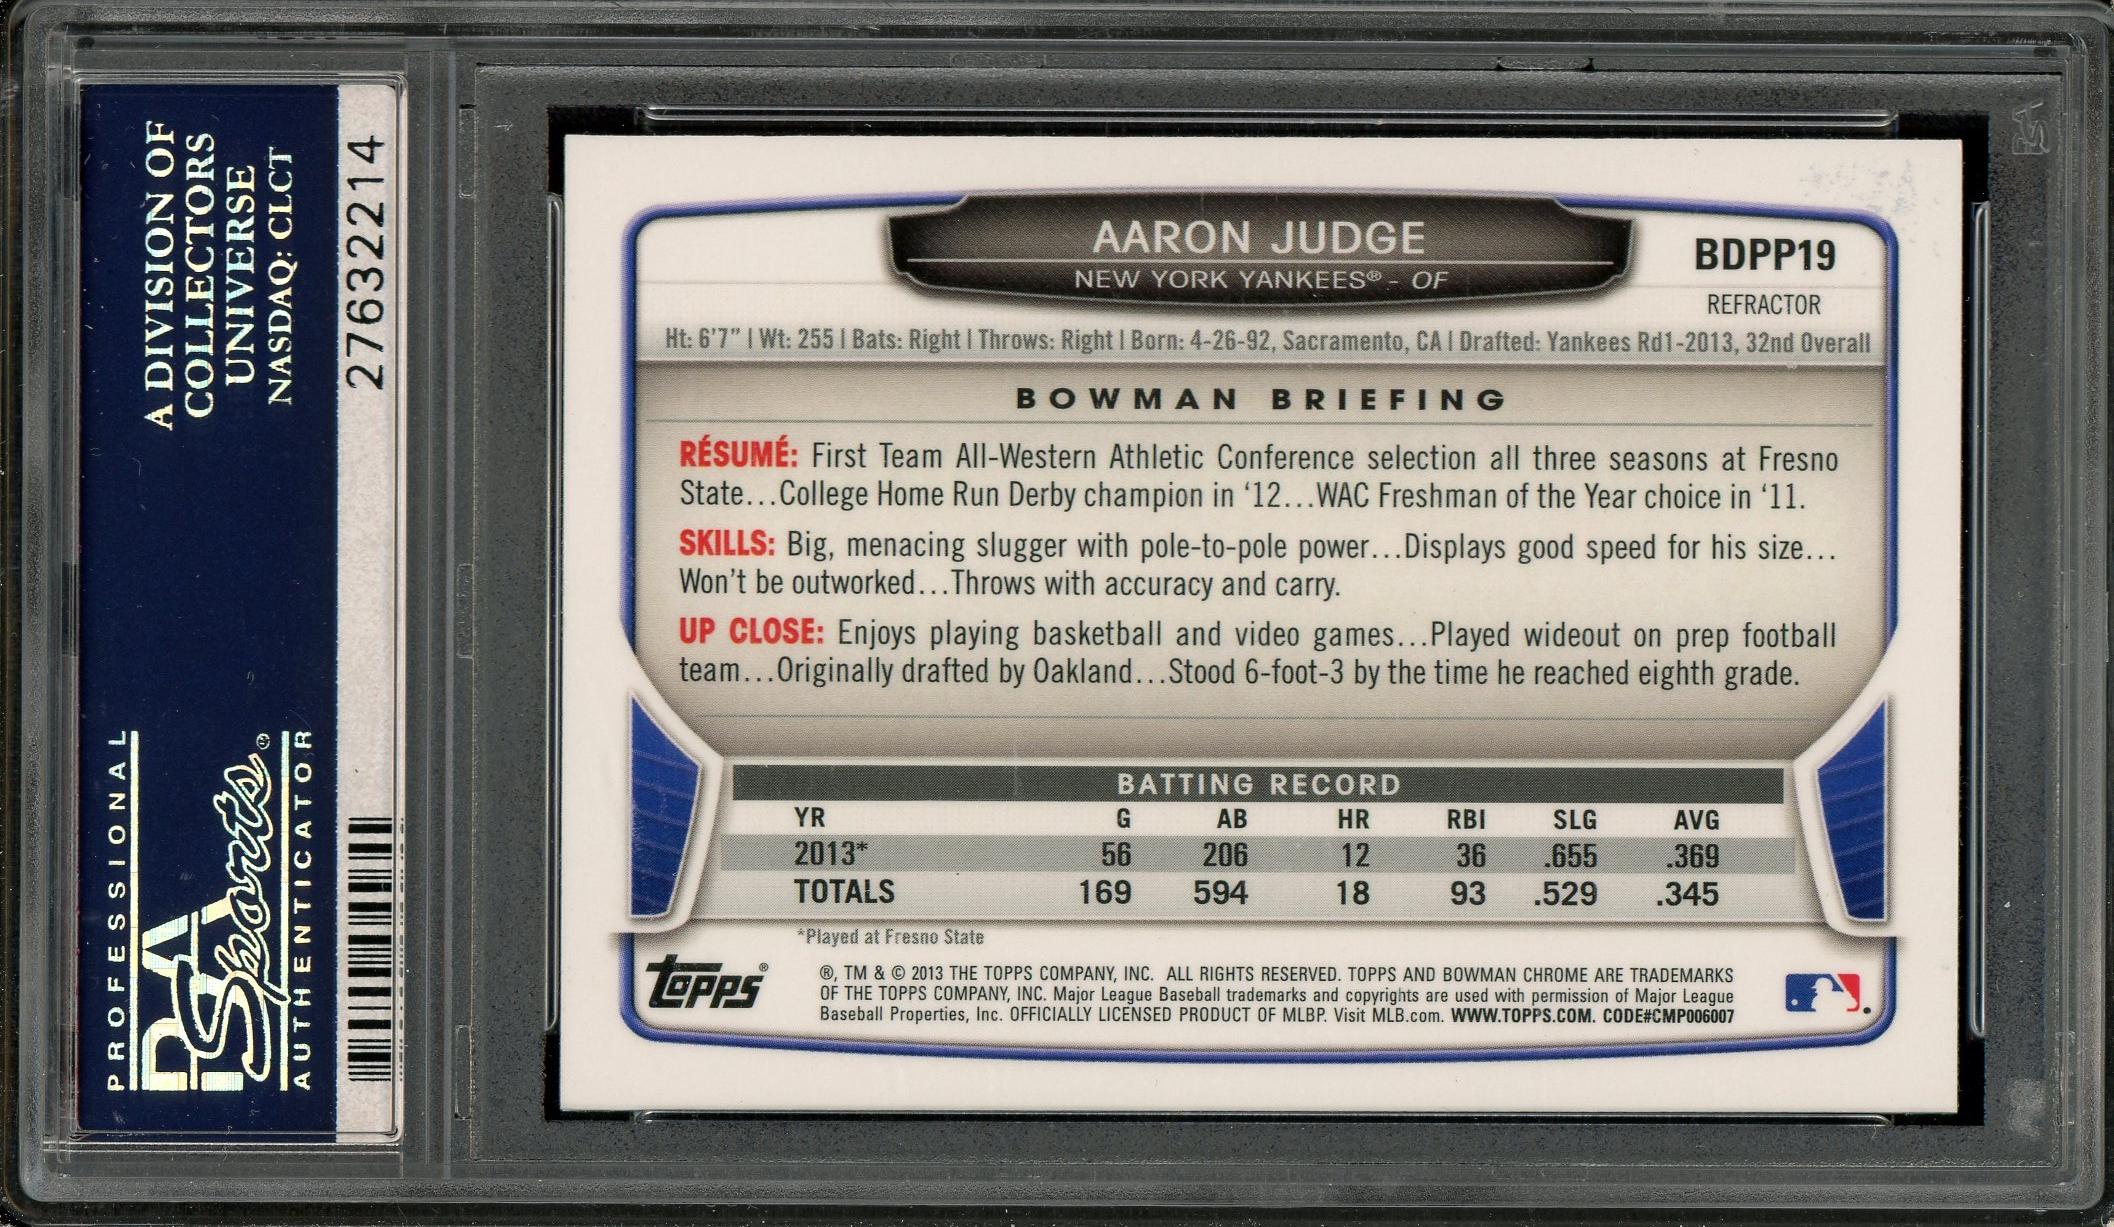 A DIVISION OF
COLLECTORS
UNIVERSE
NASDAQ: CLCT
27632214
PROFESSIONAL
PSA
Sports®
AUTHENTICATOR
AARON JUDGE
NEW YORK YANKEES® - OF
BDPP19
REFRACTOR
Ht: 6'7" | Wt: 255 | Bats: Right | Throws: Right | Born: 4-26-92, Sacramento, CA | Drafted: Yankees Rd1-2013, 32nd Overall
BOWMAN BRIEFING
RÉSUMÉ: First Team All-Western Athletic Conference selection all three seasons at Fresno
State...College Home Run Derby champion in ‘12...WAC Freshman of the Year choice in ‘11.
SKILLS: Big, menacing slugger with pole-to-pole power...Displays good speed for his size...
Won't be outworked...Throws with accuracy and carry.
UP CLOSE: Enjoys playing basketball and video games...Played wideout on prep football
team...Originally drafted by Oakland...Stood 6-foot-3 by the time he reached eighth grade.
BATTING RECORD
YR G AB HR RBI SLG AVG
2013* 56 206 12 36 .655 .369
TOTALS 169 594 18 93 .529 .345
*Played at Fresno State
topps®
®, TM & © 2013 THE TOPPS COMPANY, INC. ALL RIGHTS RESERVED. TOPPS AND BOWMAN CHROME ARE TRADEMARKS
OF THE TOPPS COMPANY, INC. Major League Baseball trademarks and copyrights are used with permission of Major League
Baseball Properties, Inc. OFFICIALLY LICENSED PRODUCT OF MLBP. Visit MLB.com. WWW.TOPPS.COM. CODE#CMP006007